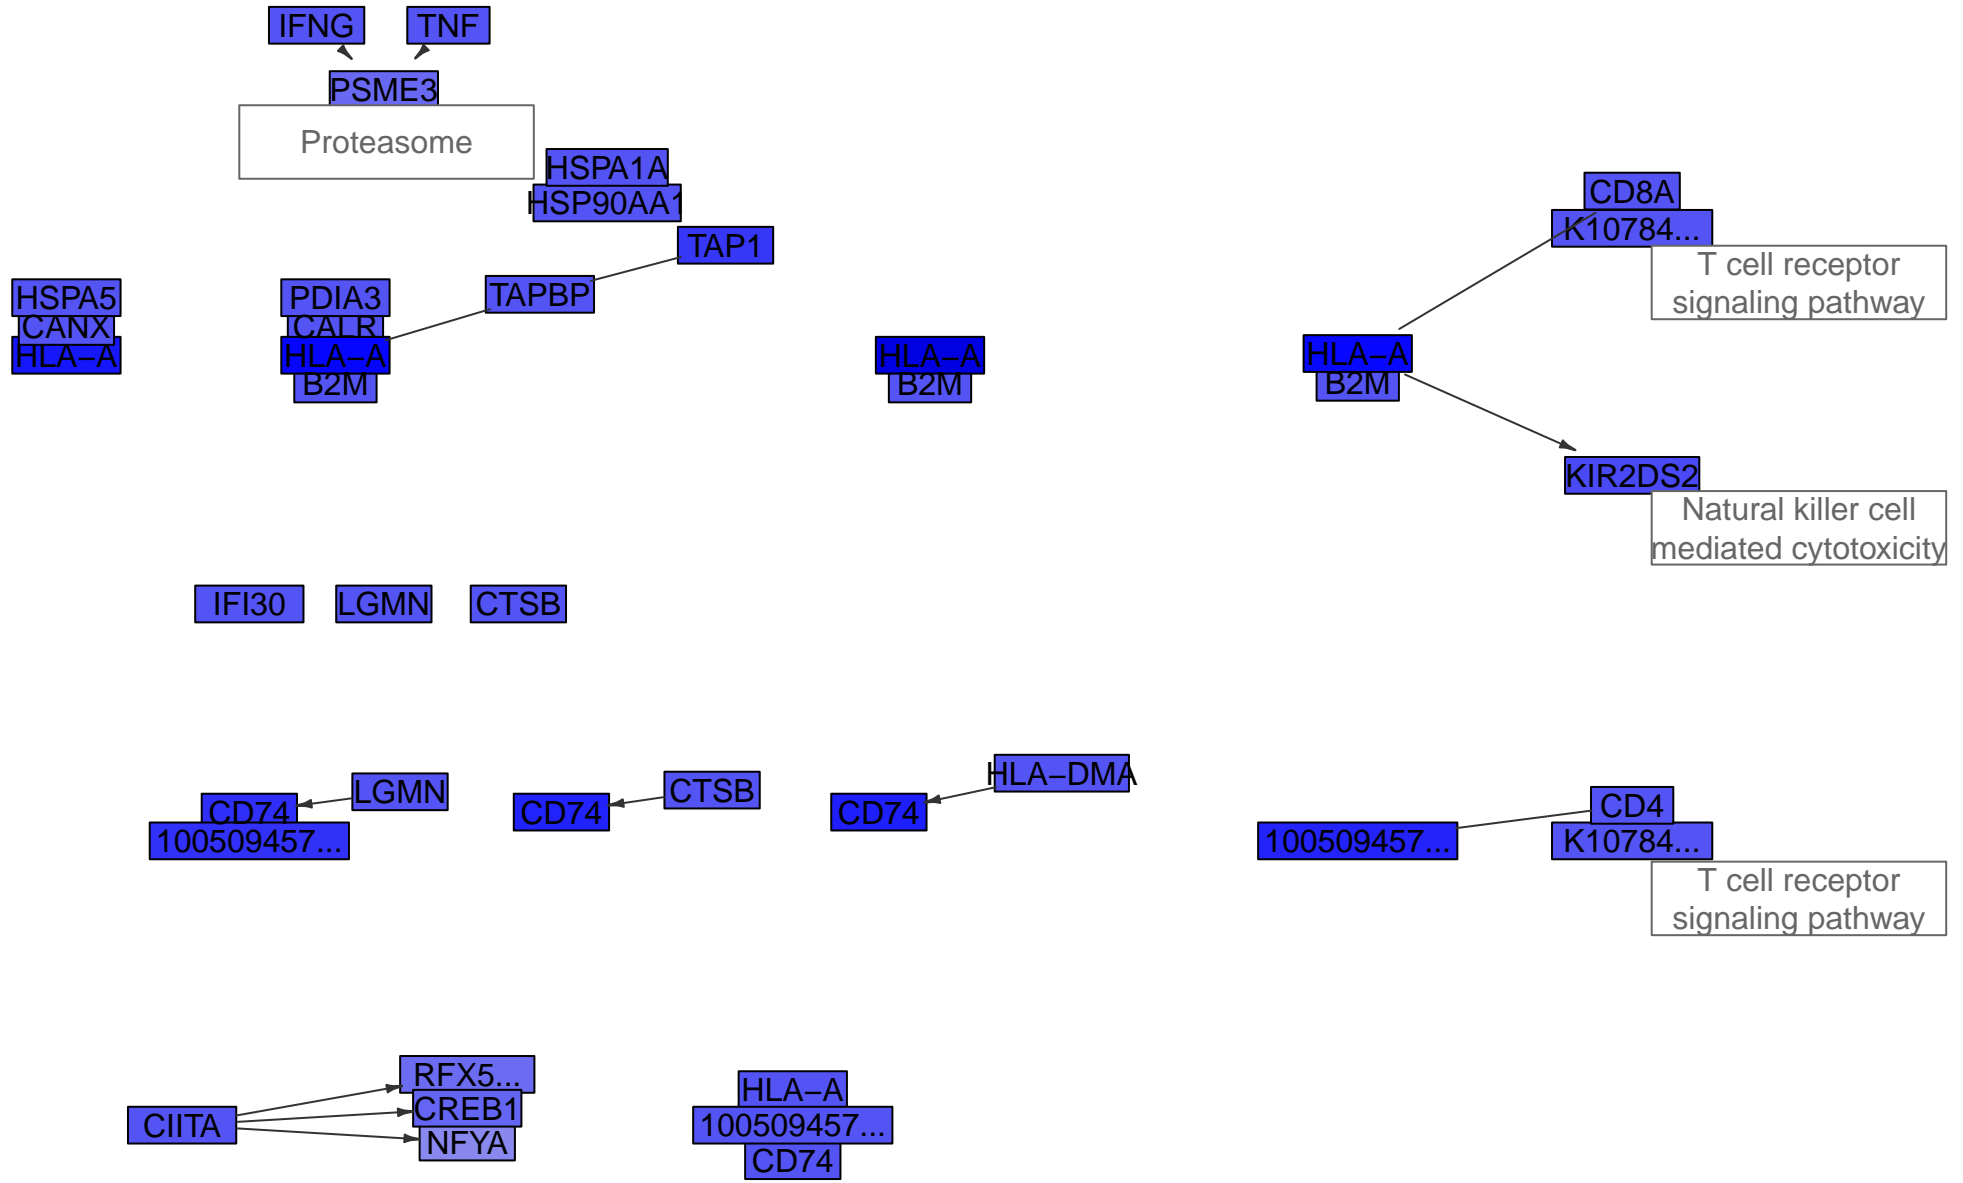 IFNG
TNF
PSME3
Proteasome
HSPA1A
HSP90AA1
CD8A
K10784...
TAP1
T cell receptor
signaling pathway
HSPA5
PDIA3
TAPBP
CANX
CALR
HLA−A
HLA−A
B2M
HLA−A
B2M
HLA−A
B2M
KIR2DS2
Natural killer cell
mediated cytotoxicity
IFI30
LGMN
CTSB
HLA−DMA
LGMN
CTSB
CD74
CD74
CD74
CD4
100509457...
100509457...
K10784...
T cell receptor
signaling pathway
RFX5...
HLA−A
CREB1
CIITA
100509457...
NFYA
CD74